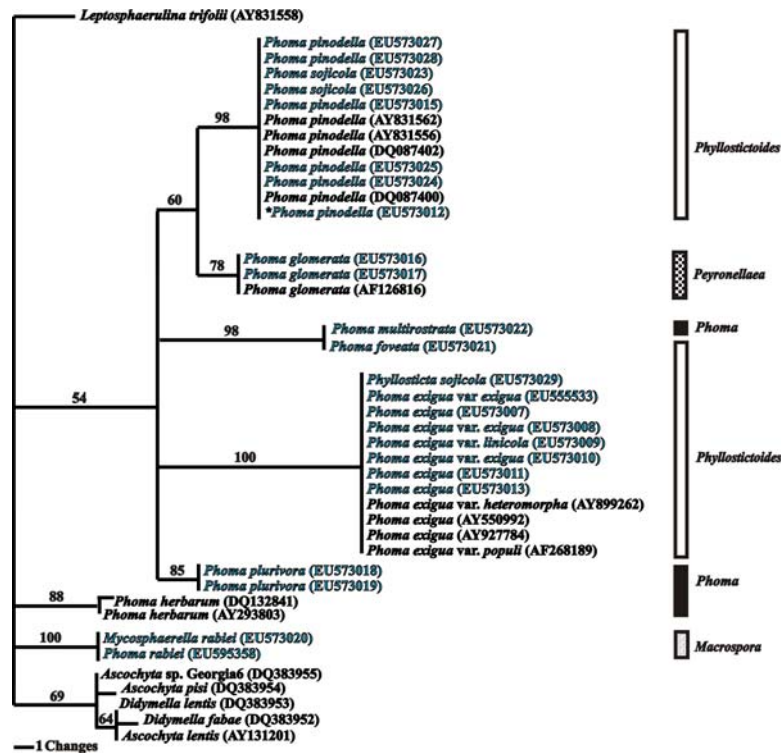 Leptosphaerulina trifolii (AY831558)
Phoma pinodella (EU573027)
Phoma pinodella (EU573028)
Phoma sojicola (EU573023)
Phoma sojicola (EU573026)
Phoma pinodella (EU573015)
98
Phoma pinodella (AY831562)
Phoma pinodella (AY831556)
Phoma pinodella (DQ087402)
Phyllostictoides
Phoma pinodella (EU573025)
Phoma pinodella (EU573024)
Phoma pinodella (DQ087400)
*Phoma pinodella (EU573012)
60
Phoma glomerata (EU573016)
78
Phoma glomerata (EU573017)
Peyronellaea
Phoma glomerata (AF126816)
98
Phoma multirostrata (EU573022)
Phoma
Phoma foveata (EU573021)
Phyllosticta sojicola (EU573029)
Phoma exigua var exigua (EU555533)
54
Phoma exigua (EU573007)
Phoma exigua var. exigua (EU573008)
Phoma exigua var. linicola (EU573009)
100
Phoma exigua var. exigua (EU573010)
Phyllostictoides
Phoma exigua (EU573011)
Phoma exigua (EU573013)
Phoma exigua var. heteromorpha (AY899262)
Phoma exigua (AY550992)
Phoma exigua (AY927784)
Phoma exigua var. populi (AF268189)
85
Phoma plurivora (EU573018)
Phoma plurivora (EU573019)
Phoma
88
Phoma herbarum (DQ132841)
Phoma herbarum (AY293803)
100
Mycosphaerella rabiei (EU573020)
Phoma rabiei (EU595358)
Macrospora
Ascochyta sp. Georgia6 (DQ383955)
69
Ascochyta pisi (DQ383954)
Didymella lentis (DQ383953)
64
Didymella fabae (DQ383952)
Ascochyta lentis (AY131201)
1 Changes